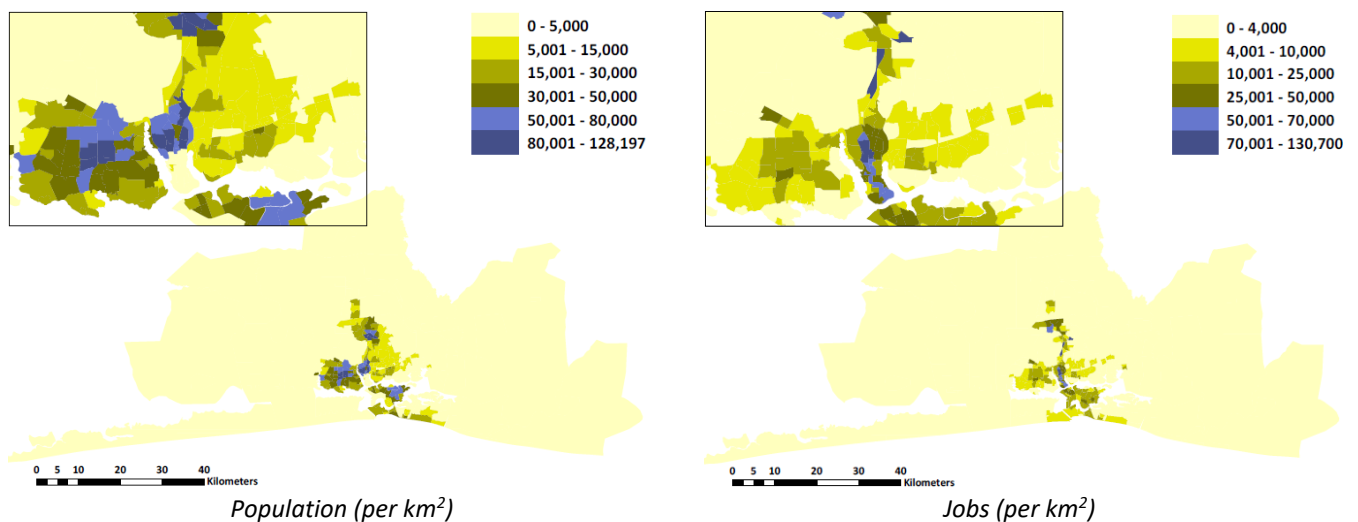 0 - 5,000
5,001 - 15,000
15,001 - 30,000
30,001 - 50,000
50,001 - 80,000
80,001 - 128,197
0 5 10 20 30 40
Kilometers
Population (per km²)
0 - 4,000
4,001 - 10,000
10,001 - 25,000
25,001 - 50,000
50,001 - 70,000
70,001 - 130,700
0 5 10 20 30 40
Kilometers
Jobs (per km²)